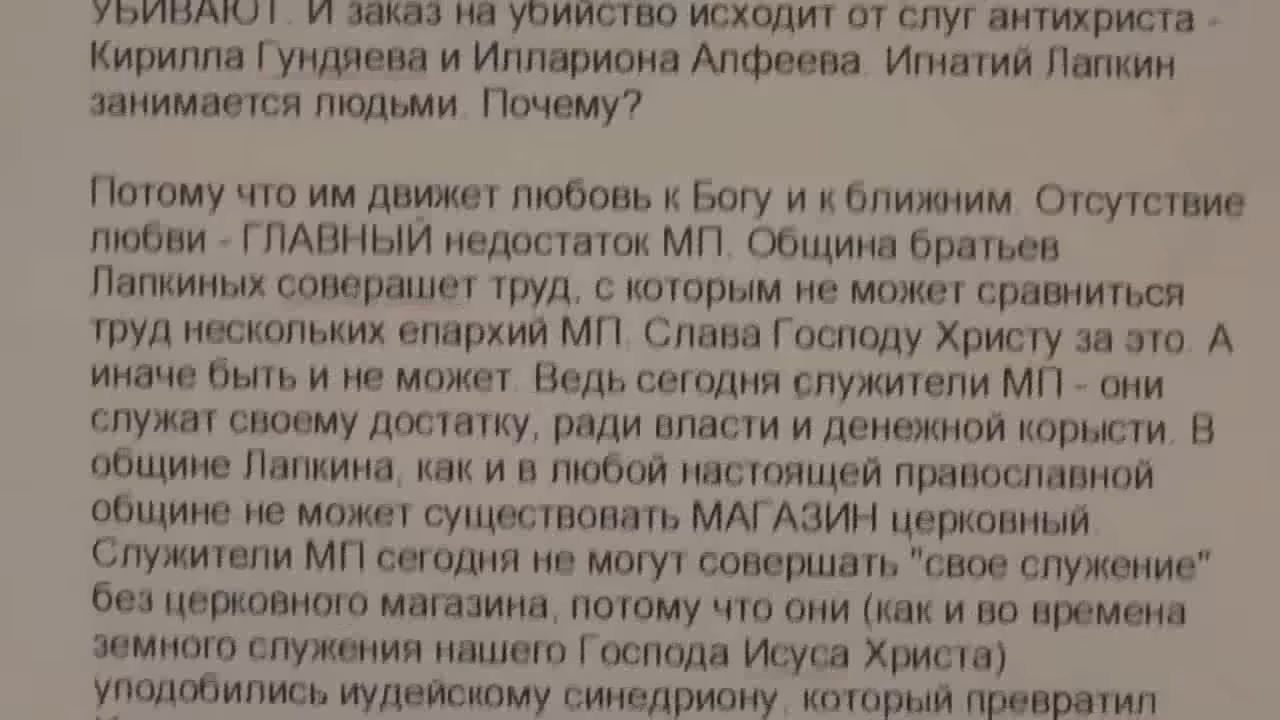 УБИВАЮТ. И заказ на убийство исходит от слуг антихриста -
Кирилла Гундяева и Иллариона Алфеева. Игнатий Лапкин
занимается людьми. Почему?
Потому что им движет любовь к Богу и к ближним. Отсутствие
любви - ГЛАВНЫЙ недостаток МП. Община братьев
Лапкиных соверашет труд, с которым не может сравниться
труд нескольких епархий МП. Слава Господу Христу за это. А
иначе быть и не может. Ведь сегодня служители МП - они
служат своему достатку, ради власти и денежной корысти. В
общине Лапкина, как и в любой настоящей православной
общине не может существовать МАГАЗИН церковный.
Служители МП сегодня не могут совершать "свое служение"
без церковного магазина, потому что они (как и во времена
земного служения нашего Господа Исуса Христа)
уподобились иудейскому синедриону, который превратил